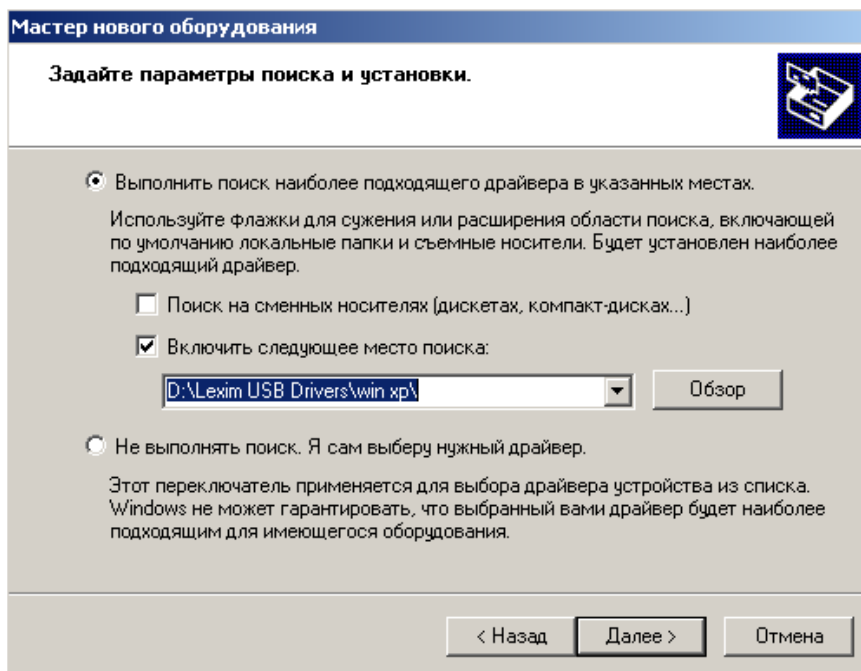 Мастер нового оборудования
Задайте параметры поиска и установки.
Выполнить поиск наиболее подходящего драйвера в указанных местах.
Используйте флажки для сужения или расширения области поиска, включающей
по умолчанию локальные папки и съемные носители. Будет установлен наиболее
подходящий драйвер.
Поиск на сменных носителях (дискетах, компакт-дисках...)
Включить следующее место поиска:
D:\Lexim USB Drivers\win xp\
Обзор
Не выполнять поиск. Я сам выберу нужный драйвер.
Этот переключатель применяется для выбора драйвера устройства из списка.
Windows не может гарантировать, что выбранный вами драйвер будет наиболее
подходящим для имеющегося оборудования.
< Назад
Далее >
Отмена